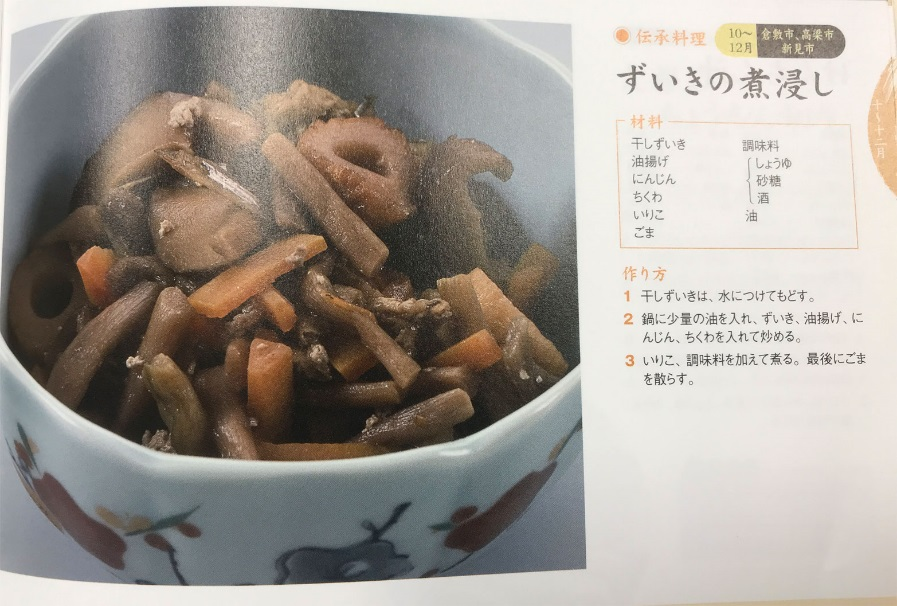 伝承料理
10〜12月
倉敷市、高梁市
新見市
ずいきの煮浸し
材料
干しずいき
油揚げ
にんじん
ちくわ
いりこ
ごま
調味料
しょうゆ
砂糖
酒
油
作り方
1 干しずいきは、水につけてもどす。
2 鍋に少量の油を入れ、ずいき、油揚げ、に
んじん、ちくわを入れて炒める。
3 いりこ、調味料を加えて煮る。最後にごま
を散らす。
十〜十二月